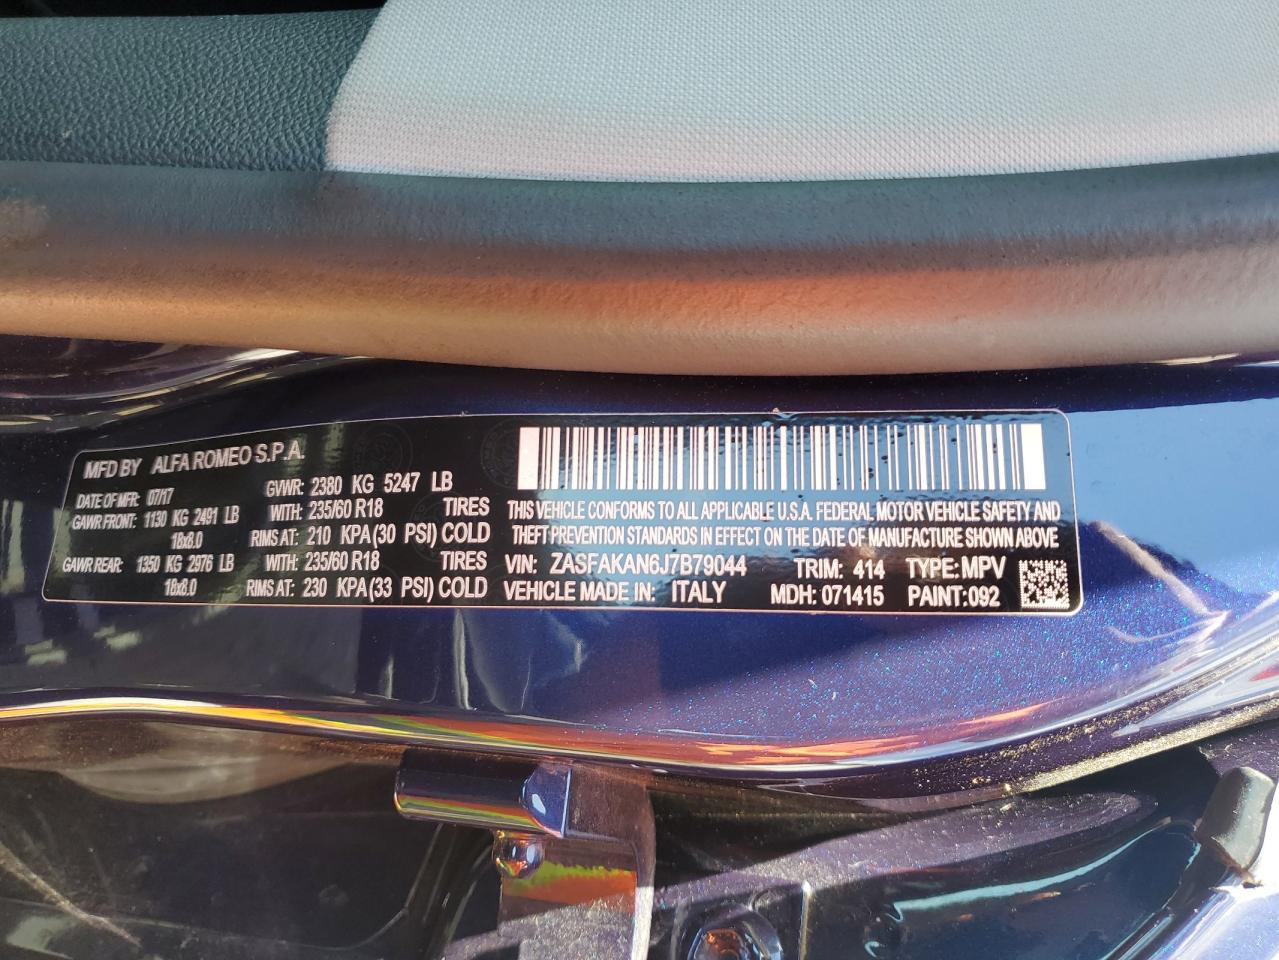 MFD BY ALFA ROMEO S.P.A.
DATE OF MFR: 07/17 GVWR: 2380 KG 5247 LB
GAWR FRONT: 1130 KG 2491 LB WITH: 235/60 R18 TIRES
18x8.0 RIMS AT: 210 KPA(30 PSI) COLD
GAWR REAR: 1350 KG 2976 LB WITH: 235/60 R18 TIRES
18x8.0 RIMS AT: 230 KPA(33 PSI) COLD
THIS VEHICLE CONFORMS TO ALL APPLICABLE U.S.A. FEDERAL MOTOR VEHICLE SAFETY AND
THEFT PREVENTION STANDARDS IN EFFECT ON THE DATE OF MANUFACTURE SHOWN ABOVE
VIN: ZASFAKAN6J7B79044 TRIM: 414 TYPE: MPV
VEHICLE MADE IN: ITALY MDH: 071415 PAINT: 092